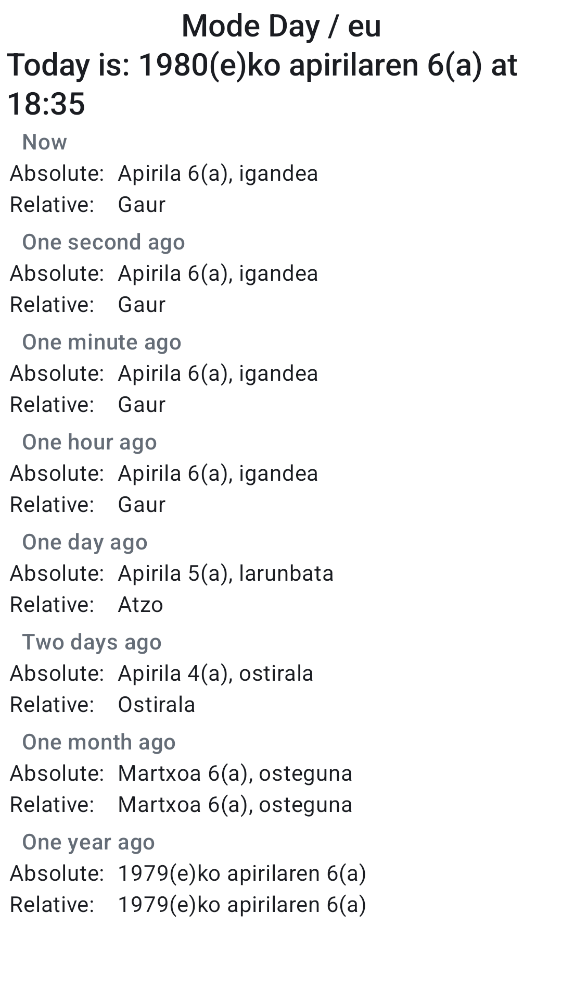 Mode Day / eu
Today is: 1980(e)ko apirilaren 6(a) at
18:35
Now
Absolute: Apirila 6(a), igandea
Relative: Gaur
One second ago
Absolute: Apirila 6(a), igandea
Relative: Gaur
One minute ago
Absolute: Apirila 6(a), igandea
Relative: Gaur
One hour ago
Absolute: Apirila 6(a), igandea
Relative: Gaur
One day ago
Absolute: Apirila 5(a), larunbata
Relative: Atzo
Two days ago
Absolute: Apirila 4(a), ostirala
Relative: Ostirala
One month ago
Absolute: Martxoa 6(a), osteguna
Relative: Martxoa 6(a), osteguna
One year ago
Absolute: 1979(e)ko apirilaren 6(a)
Relative: 1979(e)ko apirilaren 6(a)